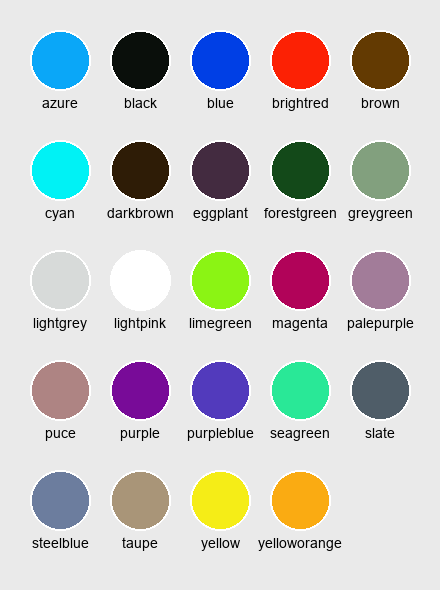 azure black blue brightred brown
cyan darkbrown eggplant forestgreen greygreen
lightgrey lightpink limegreen magenta palepurple
puce purple purpleblue seagreen slate
steelblue taupe yellow yelloworange